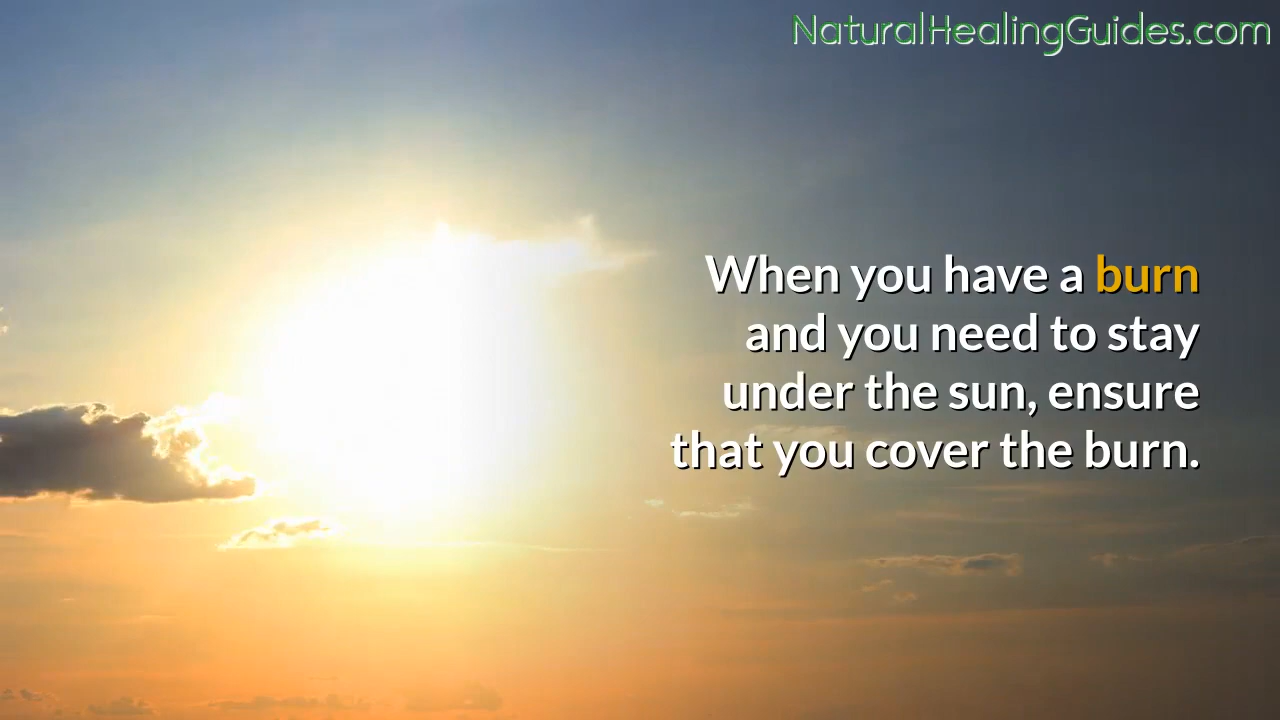 NaturalHealingGuides.com
When you have a burn
and you need to stay
under the sun, ensure
that you cover the burn.